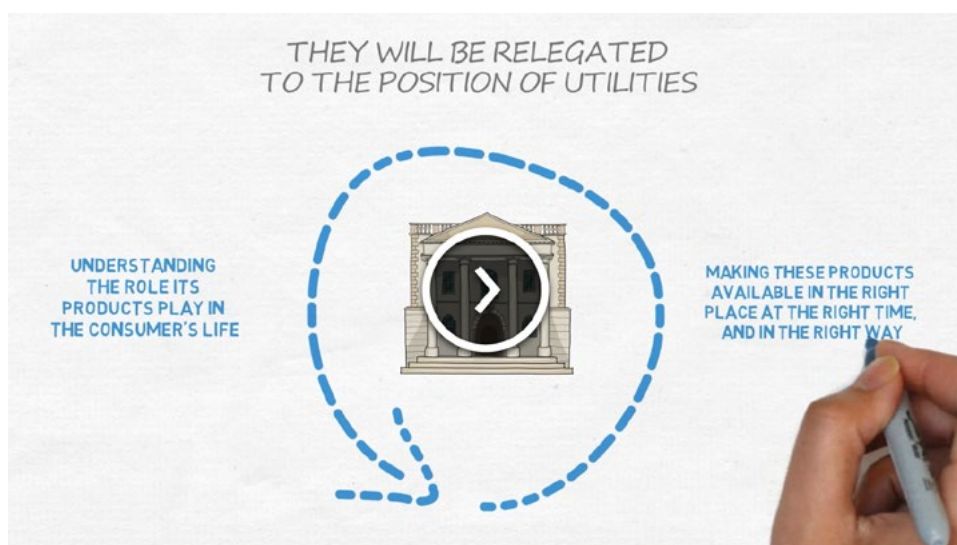 THEY WILL BE RELEGATED
TO THE POSITION OF UTILITIES
UNDERSTANDING
THE ROLE ITS
PRODUCTS PLAY IN
THE CONSUMER'S LIFE
MAKING THESE PRODUCTS
AVAILABLE IN THE RIGHT
PLACE AT THE RIGHT TIME,
AND IN THE RIGHT WAY